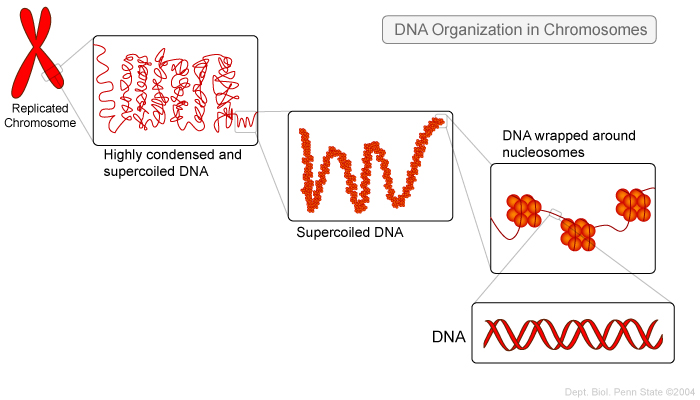 DNA Organization in Chromosomes
Replicated
Chromosome
Highly condensed and
supercoiled DNA
Supercoiled DNA
DNA wrapped around
nucleosomes
DNA
Dept. Biol. Penn State ©2004